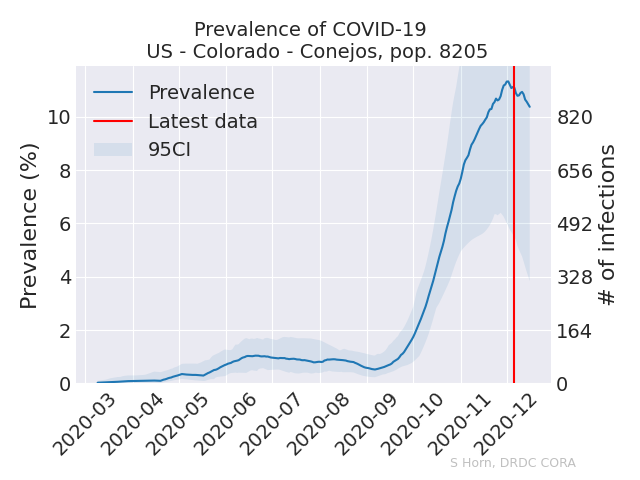 Prevalence of COVID-19
US - Colorado - Conejos, pop. 8205
Prevalence
Latest data
95CI
Prevalence (%)
10
8
6
4
2
0
# of infections
820
656
492
328
164
0
2020-03
2020-04
2020-05
2020-06
2020-07
2020-08
2020-09
2020-10
2020-11
2020-12
S Horn, DRDC CORA